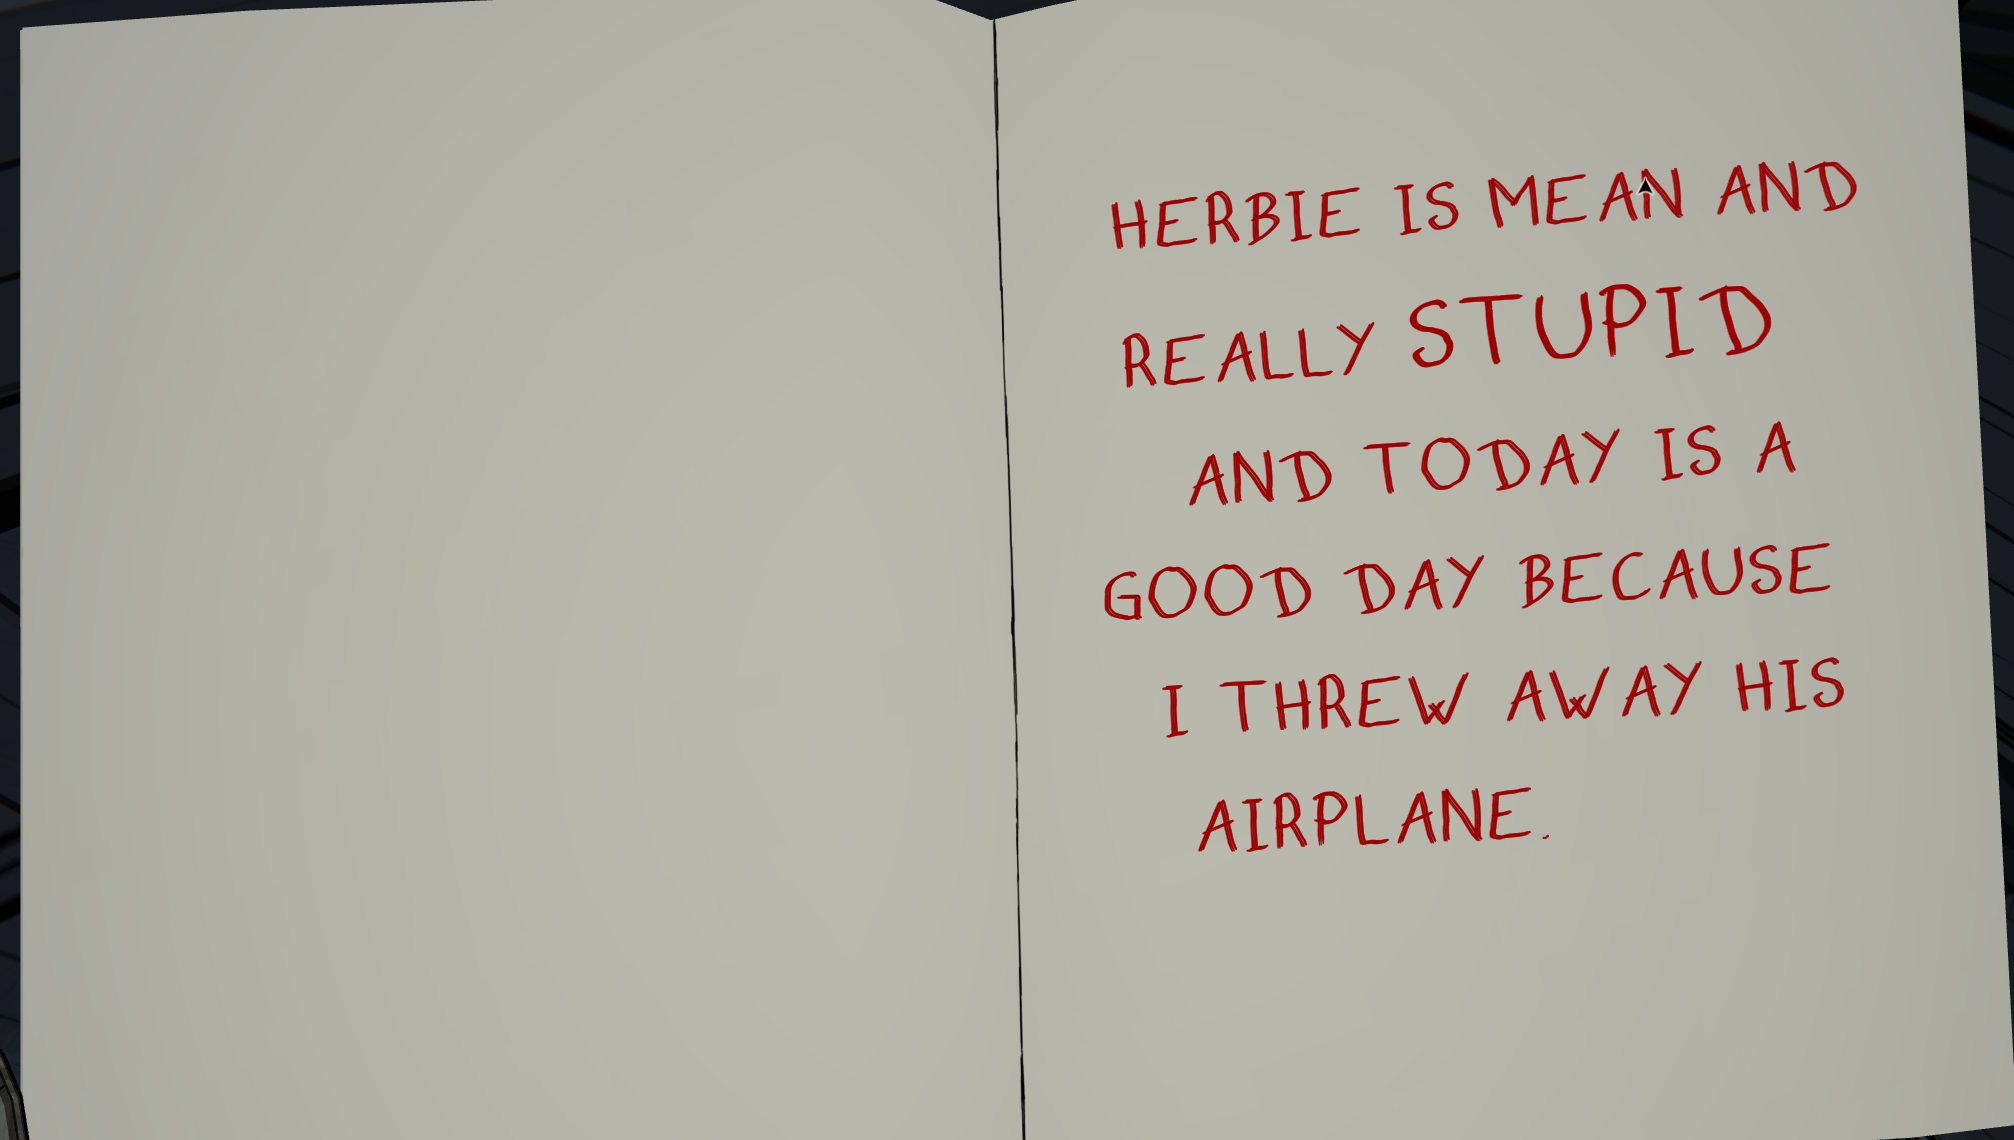 HERBIE IS MEAN AND
REALLY STUPID
AND TODAY IS A
GOOD DAY BECAUSE
I THREW AWAY HIS
AIRPLANE.